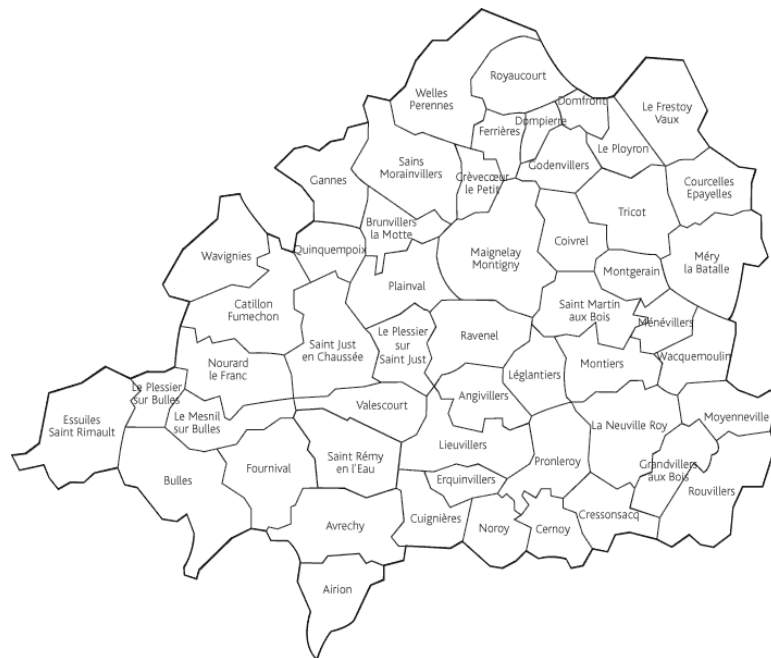 Royaucourt
Welles
Perennes
Domfront
Le Frestoy
Vaux
Dompierre
Ferrières
Le Ployron
Sains
Morainvillers
Godenvillers
Gannes
Crèvecœur
le Petit
Courcelles
Epayelles
Tricot
Brunvillers
la Motte
Coivrel
Quinquempoix
Wavignies
Maignelay
Montigny
Méry
la Batalle
Montgerain
Plainval
Catillon
Fumechon
Saint Martin
aux Bois
Ménévillers
Saint Just
en Chaussée
Le Plessier
sur
Saint Just
Ravenel
Nourard
le Franc
Montiers
Wacquemoulin
Léglantiers
Le Plessier
sur Bulles
Angivillers
Valescourt
Essuiles
Saint Rimault
Le Mesnil
sur Bulles
La Neuville Roy
Moyenneville
Lieuvillers
Saint Rémy
en l'Eau
Fournival
Pronleroy
Grandvillers
aux Bois
Bulles
Erquinvillers
Rouvillers
Cuignières
Cressonsacq
Avrechy
Noroy
Cernoy
Airion